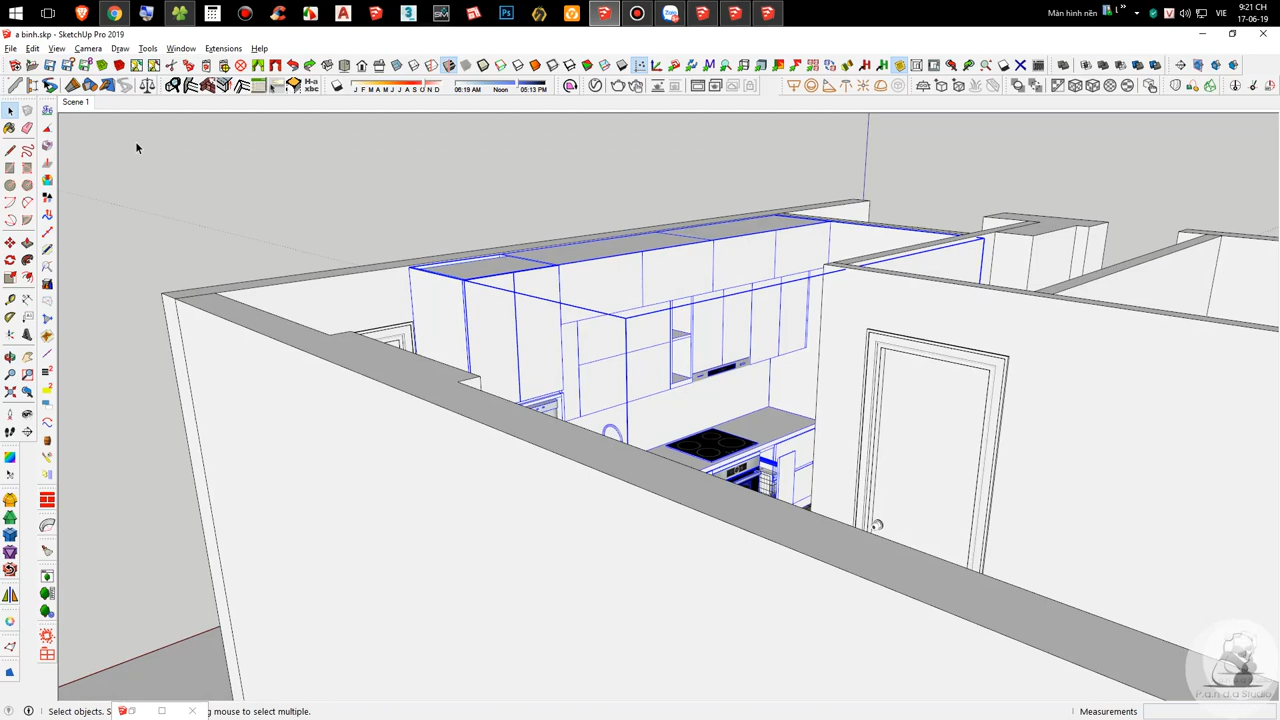 Màn hình nền
VIE
9:21 CH
17-06-19
a binh.skp - SketchUp Pro 2019
File Edit View Camera Draw Tools Window Extensions Help
H-a
xbc
J F M A M J J A S O N D
06:19 AM Noon 05:13 PM
Scene 1
P.a.n.d.a Studio
Select objects. S
g mouse to select multiple.
Measurements